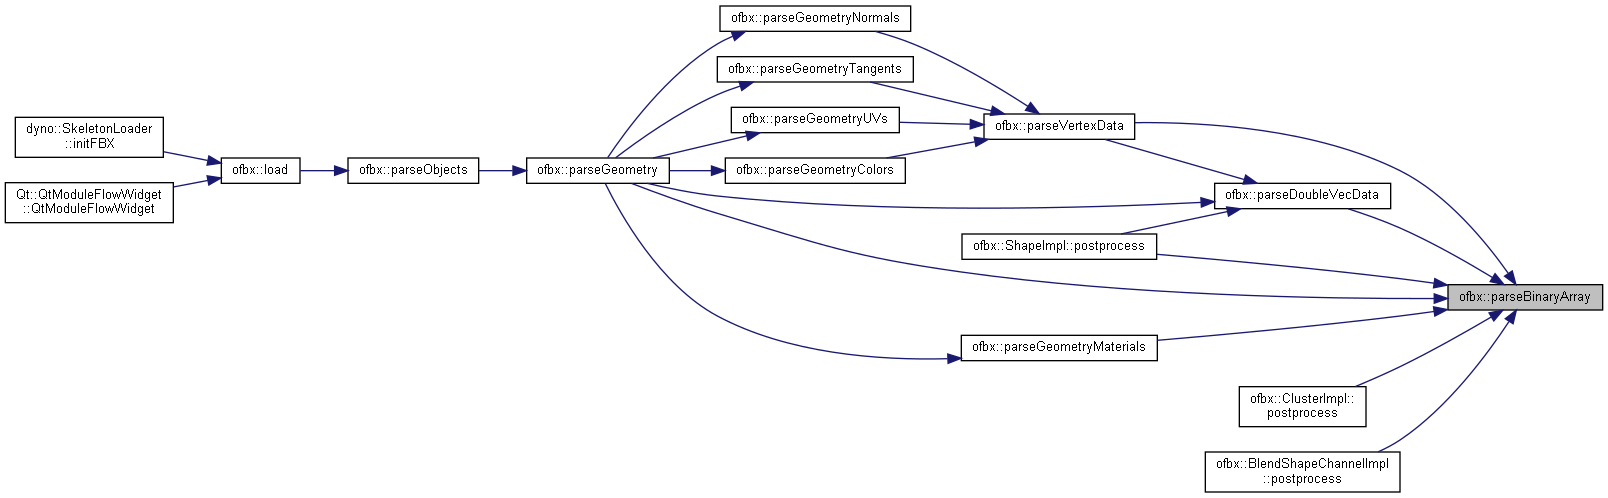 ofbx::parseGeometryNormals
ofbx::parseGeometryTangents
ofbx::parseGeometryUVs
ofbx::parseVertexData
dyno::SkeletonLoader
::initFBX
ofbx::load
ofbx::parseObjects
ofbx::parseGeometry
ofbx::parseGeometryColors
Qt::QtModuleFlowWidget
::QtModuleFlowWidget
ofbx::parseDoubleVecData
ofbx::ShapeImpl::postprocess
ofbx::parseBinaryArray
ofbx::parseGeometryMaterials
ofbx::ClusterImpl::
postprocess
ofbx::BlendShapeChannelImpl
::postprocess